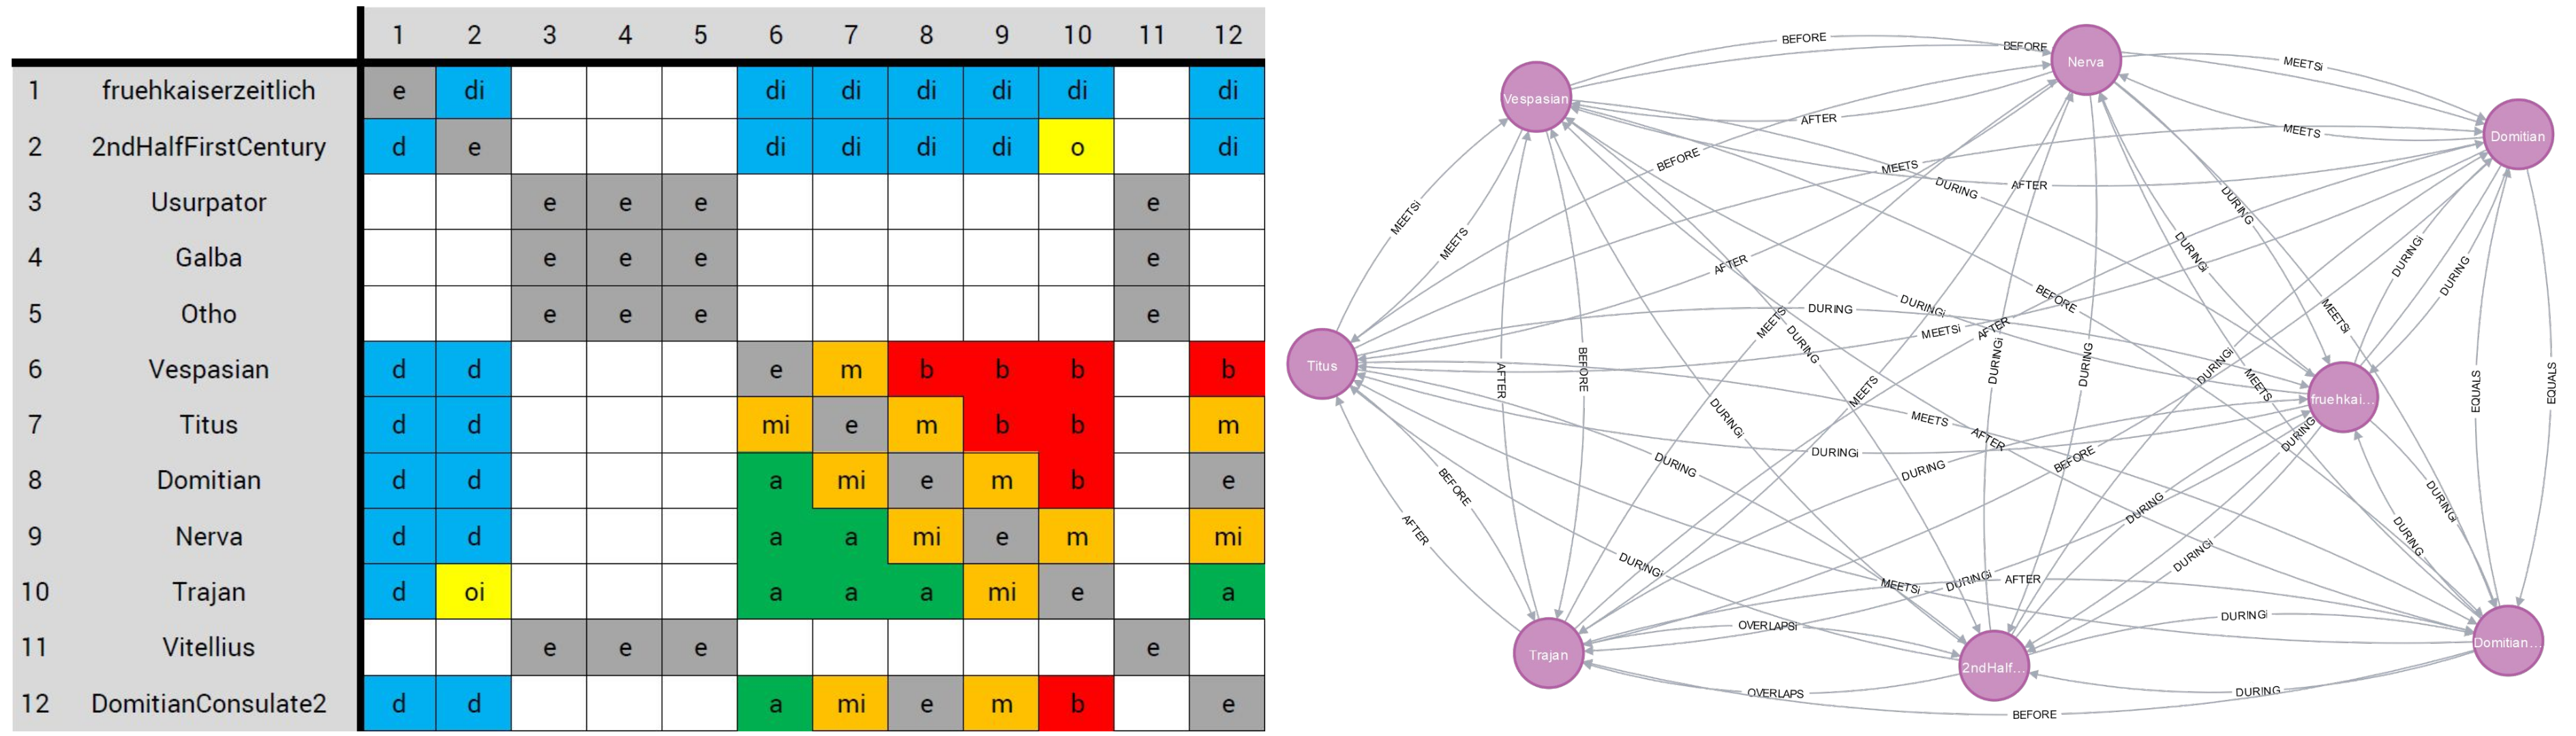 1 2 3 4 5 6 7 8 9 10 11 12
1 fruehkaiserzeitlich e di di di di di di di
2 2ndHalfFirstCentury d e di di di di o di
3 Usurpator e e e e
4 Galba e e e e
5 Otho e e e e
6 Vespasian d d e m b b b b
7 Titus d d mi e m b b m
8 Domitian d d a mi e m b e
9 Nerva d d a a mi e m mi
10 Trajan d oi a a a mi e a
11 Vitellius e e e e
12 DomitianConsulate2 d d a mi e m b e
BEFORE
BEFORE
Nerva
MEETSi
Vespasian
AFTER
MEETS
Domitian
BEFORE
MEETS
DURING
AFTER
DURING
MEETSi
MEETS
DURINGi
DURINGi
DURING
AFTER
BEFORE
DURING
DURINGi
MEETSi
MEETSi
AFTER
MEETS
DURING
Titus
AFTER
BEFORE
DURINGi
DURING
DURINGi
MEETS
EQUALS
EQUALS
fruehkai...
MEETS
DURINGi
MEETS
AFTER
DURING
DURINGi
BEFORE
DURING
DURING
BEFORE
DURINGi
DURING
AFTER
DURING
DURINGi
DURINGi
MEETSi
DURINGi
AFTER
OVERLAPSi
DURINGi
Trajan
2ndHalf...
Domitian...
OVERLAPS
DURING
BEFORE